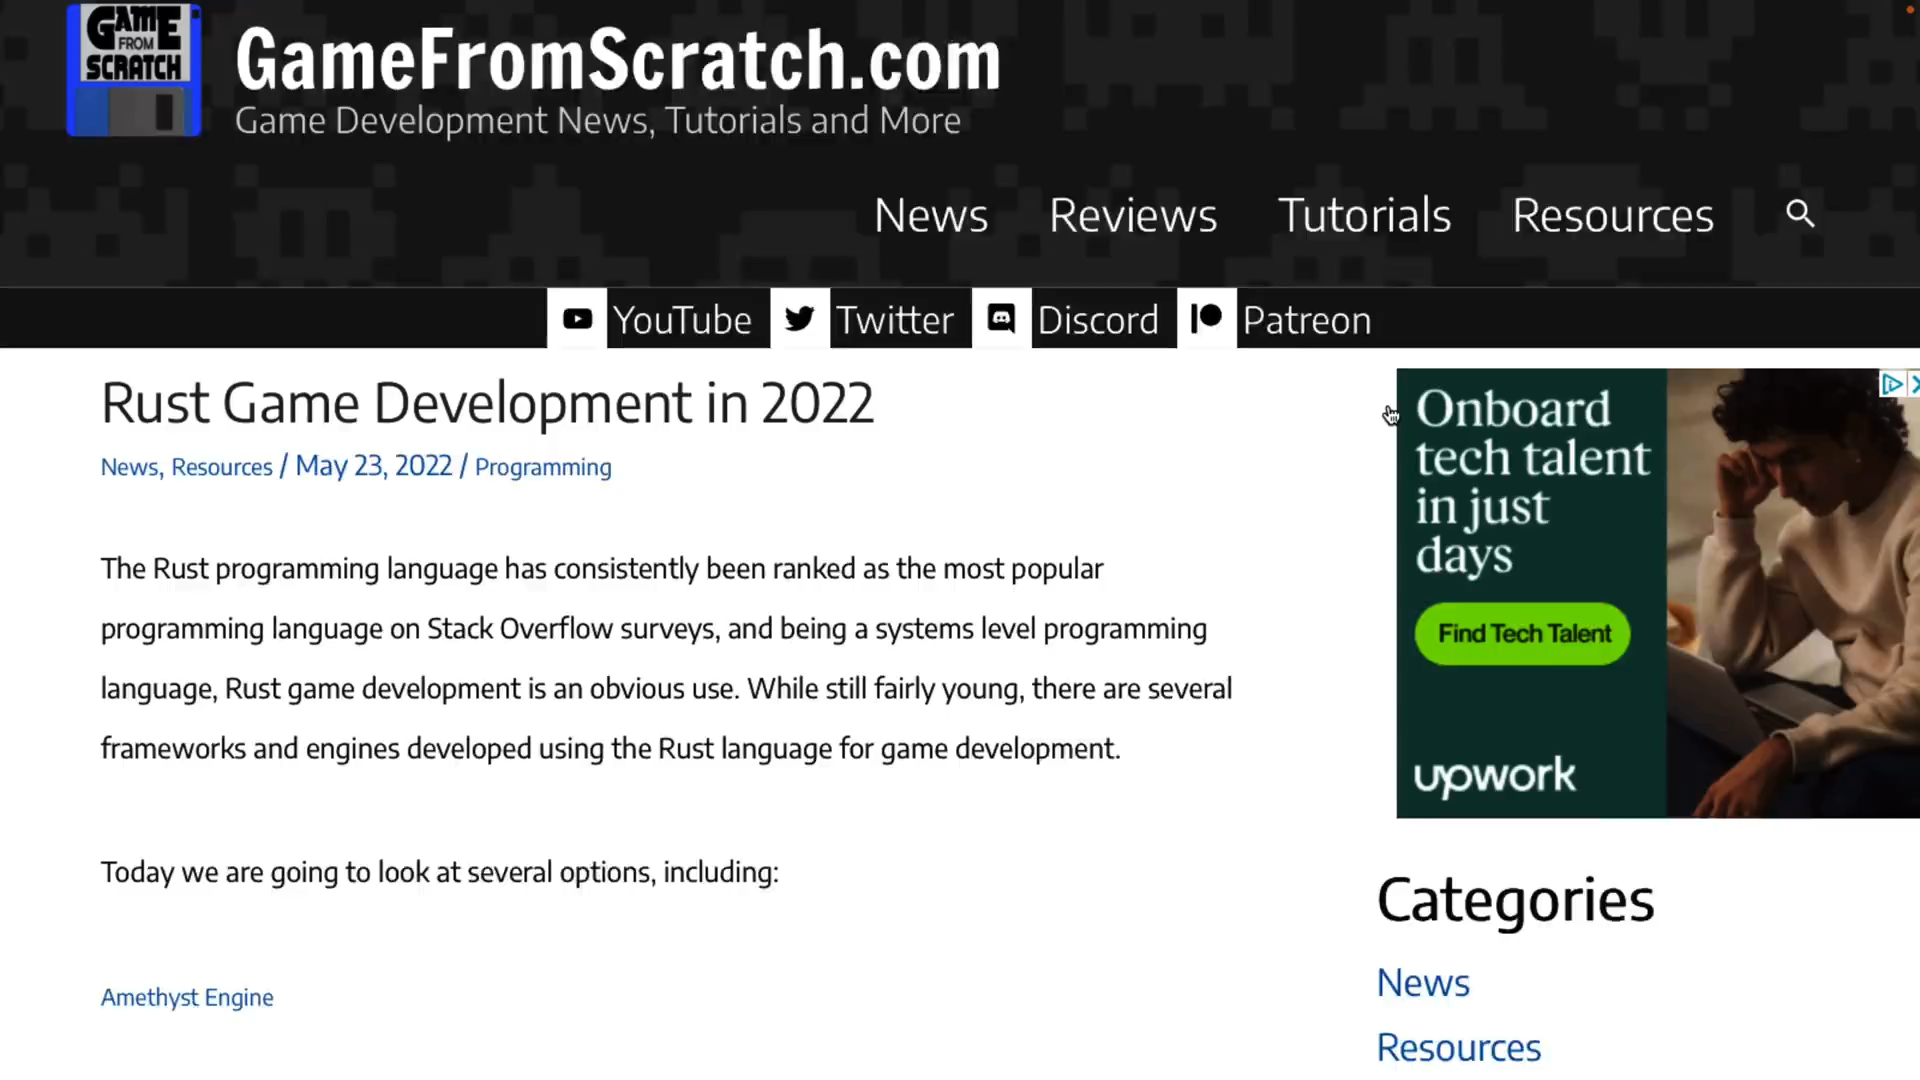 GAME
FROM
SCRATCH
GameFromScratch.com
Game Development News, Tutorials and More
News Reviews Tutorials Resources
YouTube Twitter Discord Patreon
Rust Game Development in 2022
News, Resources / May 23, 2022 / Programming
The Rust programming language has consistently been ranked as the most popular
programming language on Stack Overflow surveys, and being a systems level programming
language, Rust game development is an obvious use. While still fairly young, there are several
frameworks and engines developed using the Rust language for game development.
Today we are going to look at several options, including:
Amethyst Engine
Onboard
tech talent
in just
days
Find Tech Talent
upwork
Categories
News
Resources